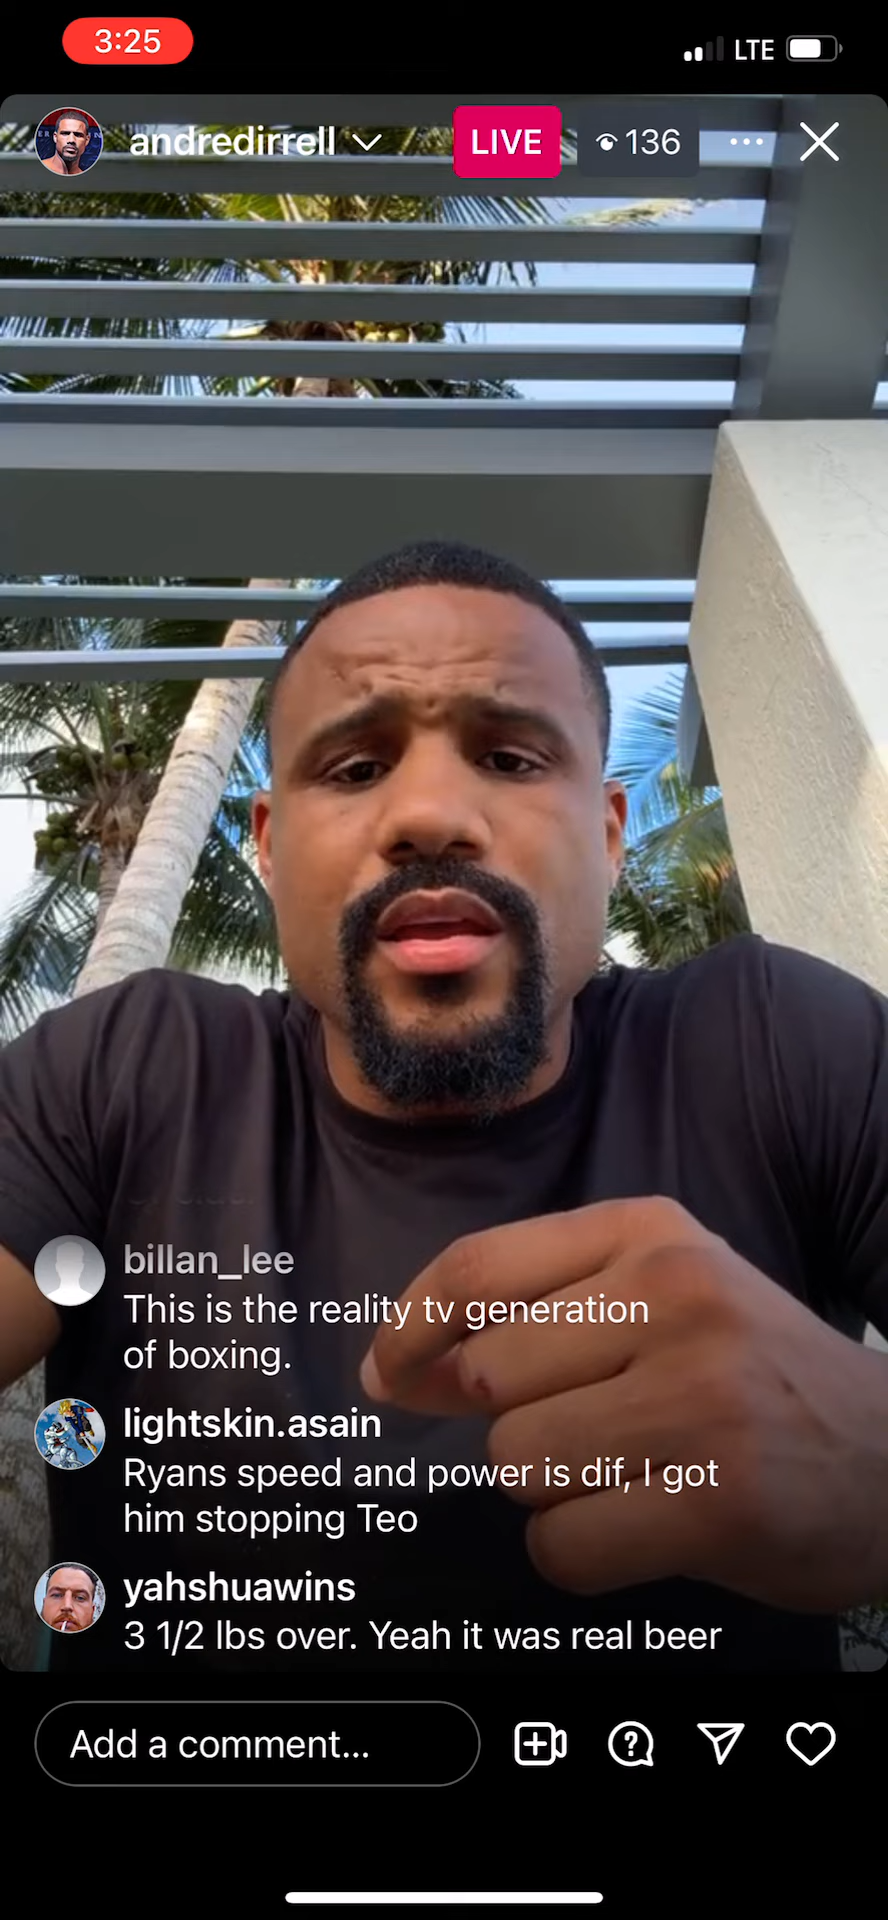 3:25
LTE
andredirrell
LIVE
136
billan_lee
This is the reality tv generation
of boxing.
lightskin.asain
Ryans speed and power is dif, I got
him stopping Teo
yahshuawins
3 1/2 lbs over. Yeah it was real beer
Add a comment...